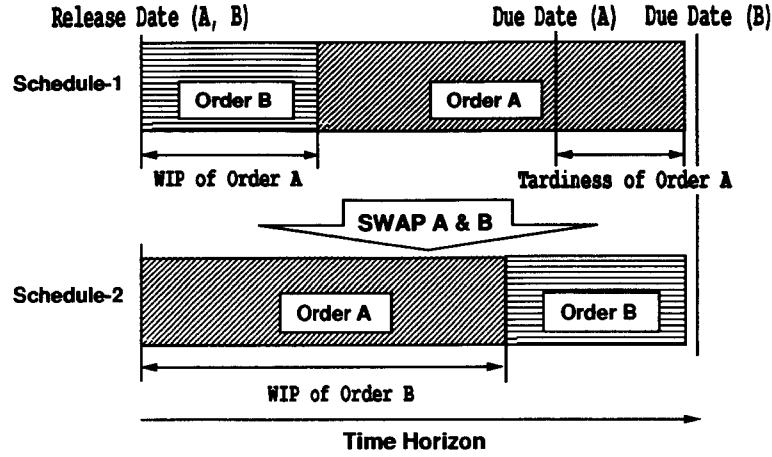 Release Date (A, B) Due Date (A) Due Date (B)
Schedule-1
Order B Order A
WIP of Order A Tardiness of Order A
SWAP A & B
Schedule-2
Order A Order B
WIP of Order B
Time Horizon